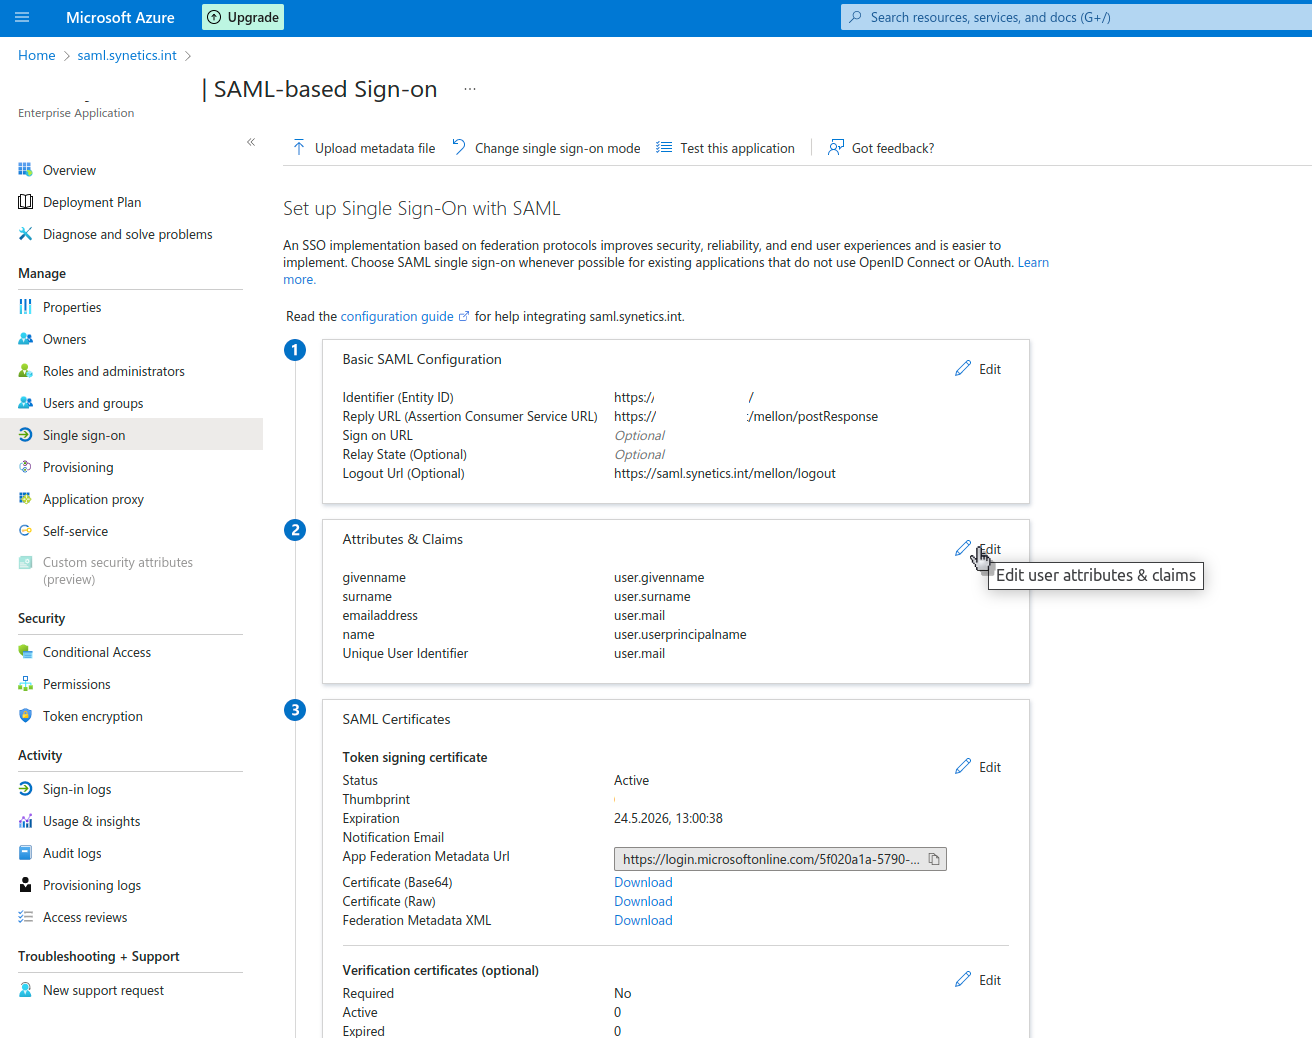 Microsoft Azure
Upgrade
Search resources, services, and docs (G+/)
Home > saml.synetics.int >
| SAML-based Sign-on ...
Enterprise Application
«
Upload metadata file
Change single sign-on mode
Test this application
Got feedback?
Overview
Deployment Plan
Diagnose and solve problems
Manage
Properties
Owners
Roles and administrators
Users and groups
Single sign-on
Provisioning
Application proxy
Self-service
Custom security attributes
(preview)
Security
Conditional Access
Permissions
Token encryption
Activity
Sign-in logs
Usage & insights
Audit logs
Provisioning logs
Access reviews
Troubleshooting + Support
New support request
Set up Single Sign-On with SAML
An SSO implementation based on federation protocols improves security, reliability, and end user experiences and is easier to
implement. Choose SAML single sign-on whenever possible for existing applications that do not use OpenID Connect or OAuth. Learn
more.
Read the configuration guide for help integrating saml.synetics.int.
1
Basic SAML Configuration
Edit
Identifier (Entity ID) https:/ /
Reply URL (Assertion Consumer Service URL) https:/ /mellon/postResponse
Sign on URL Optional
Relay State (Optional) Optional
Logout Url (Optional) https://saml.synetics.int/mellon/logout
2
Attributes & Claims
Edit
Edit user attributes & claims
givenname user.givenname
surname user.surname
emailaddress user.mail
name user.userprincipalname
Unique User Identifier user.mail
3
SAML Certificates
Token signing certificate
Edit
Status Active
Thumbprint
Expiration 24.5.2026, 13:00:38
Notification Email
App Federation Metadata Url https://login.microsoftonline.com/5f020a1a-5790-...
Certificate (Base64) Download
Certificate (Raw) Download
Federation Metadata XML Download
Verification certificates (optional)
Edit
Required No
Active 0
Expired 0